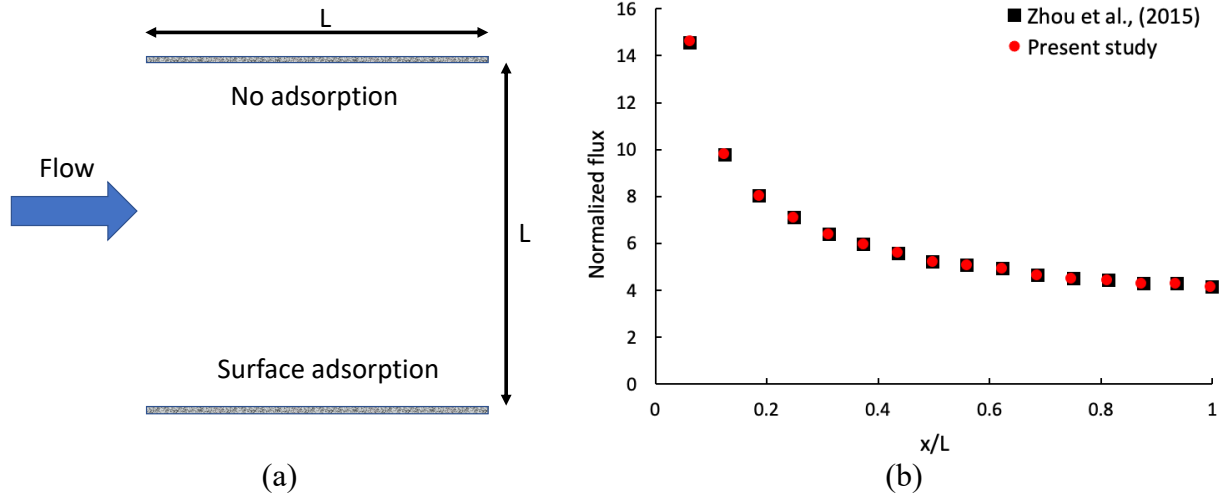 L
No adsorption
Flow
L
Surface adsorption
(a)
Normalized flux
16
14
12
10
8
6
4
2
0
0
0.2
0.4
0.6
0.8
1
x/L
Zhou et al., (2015)
Present study
(b)